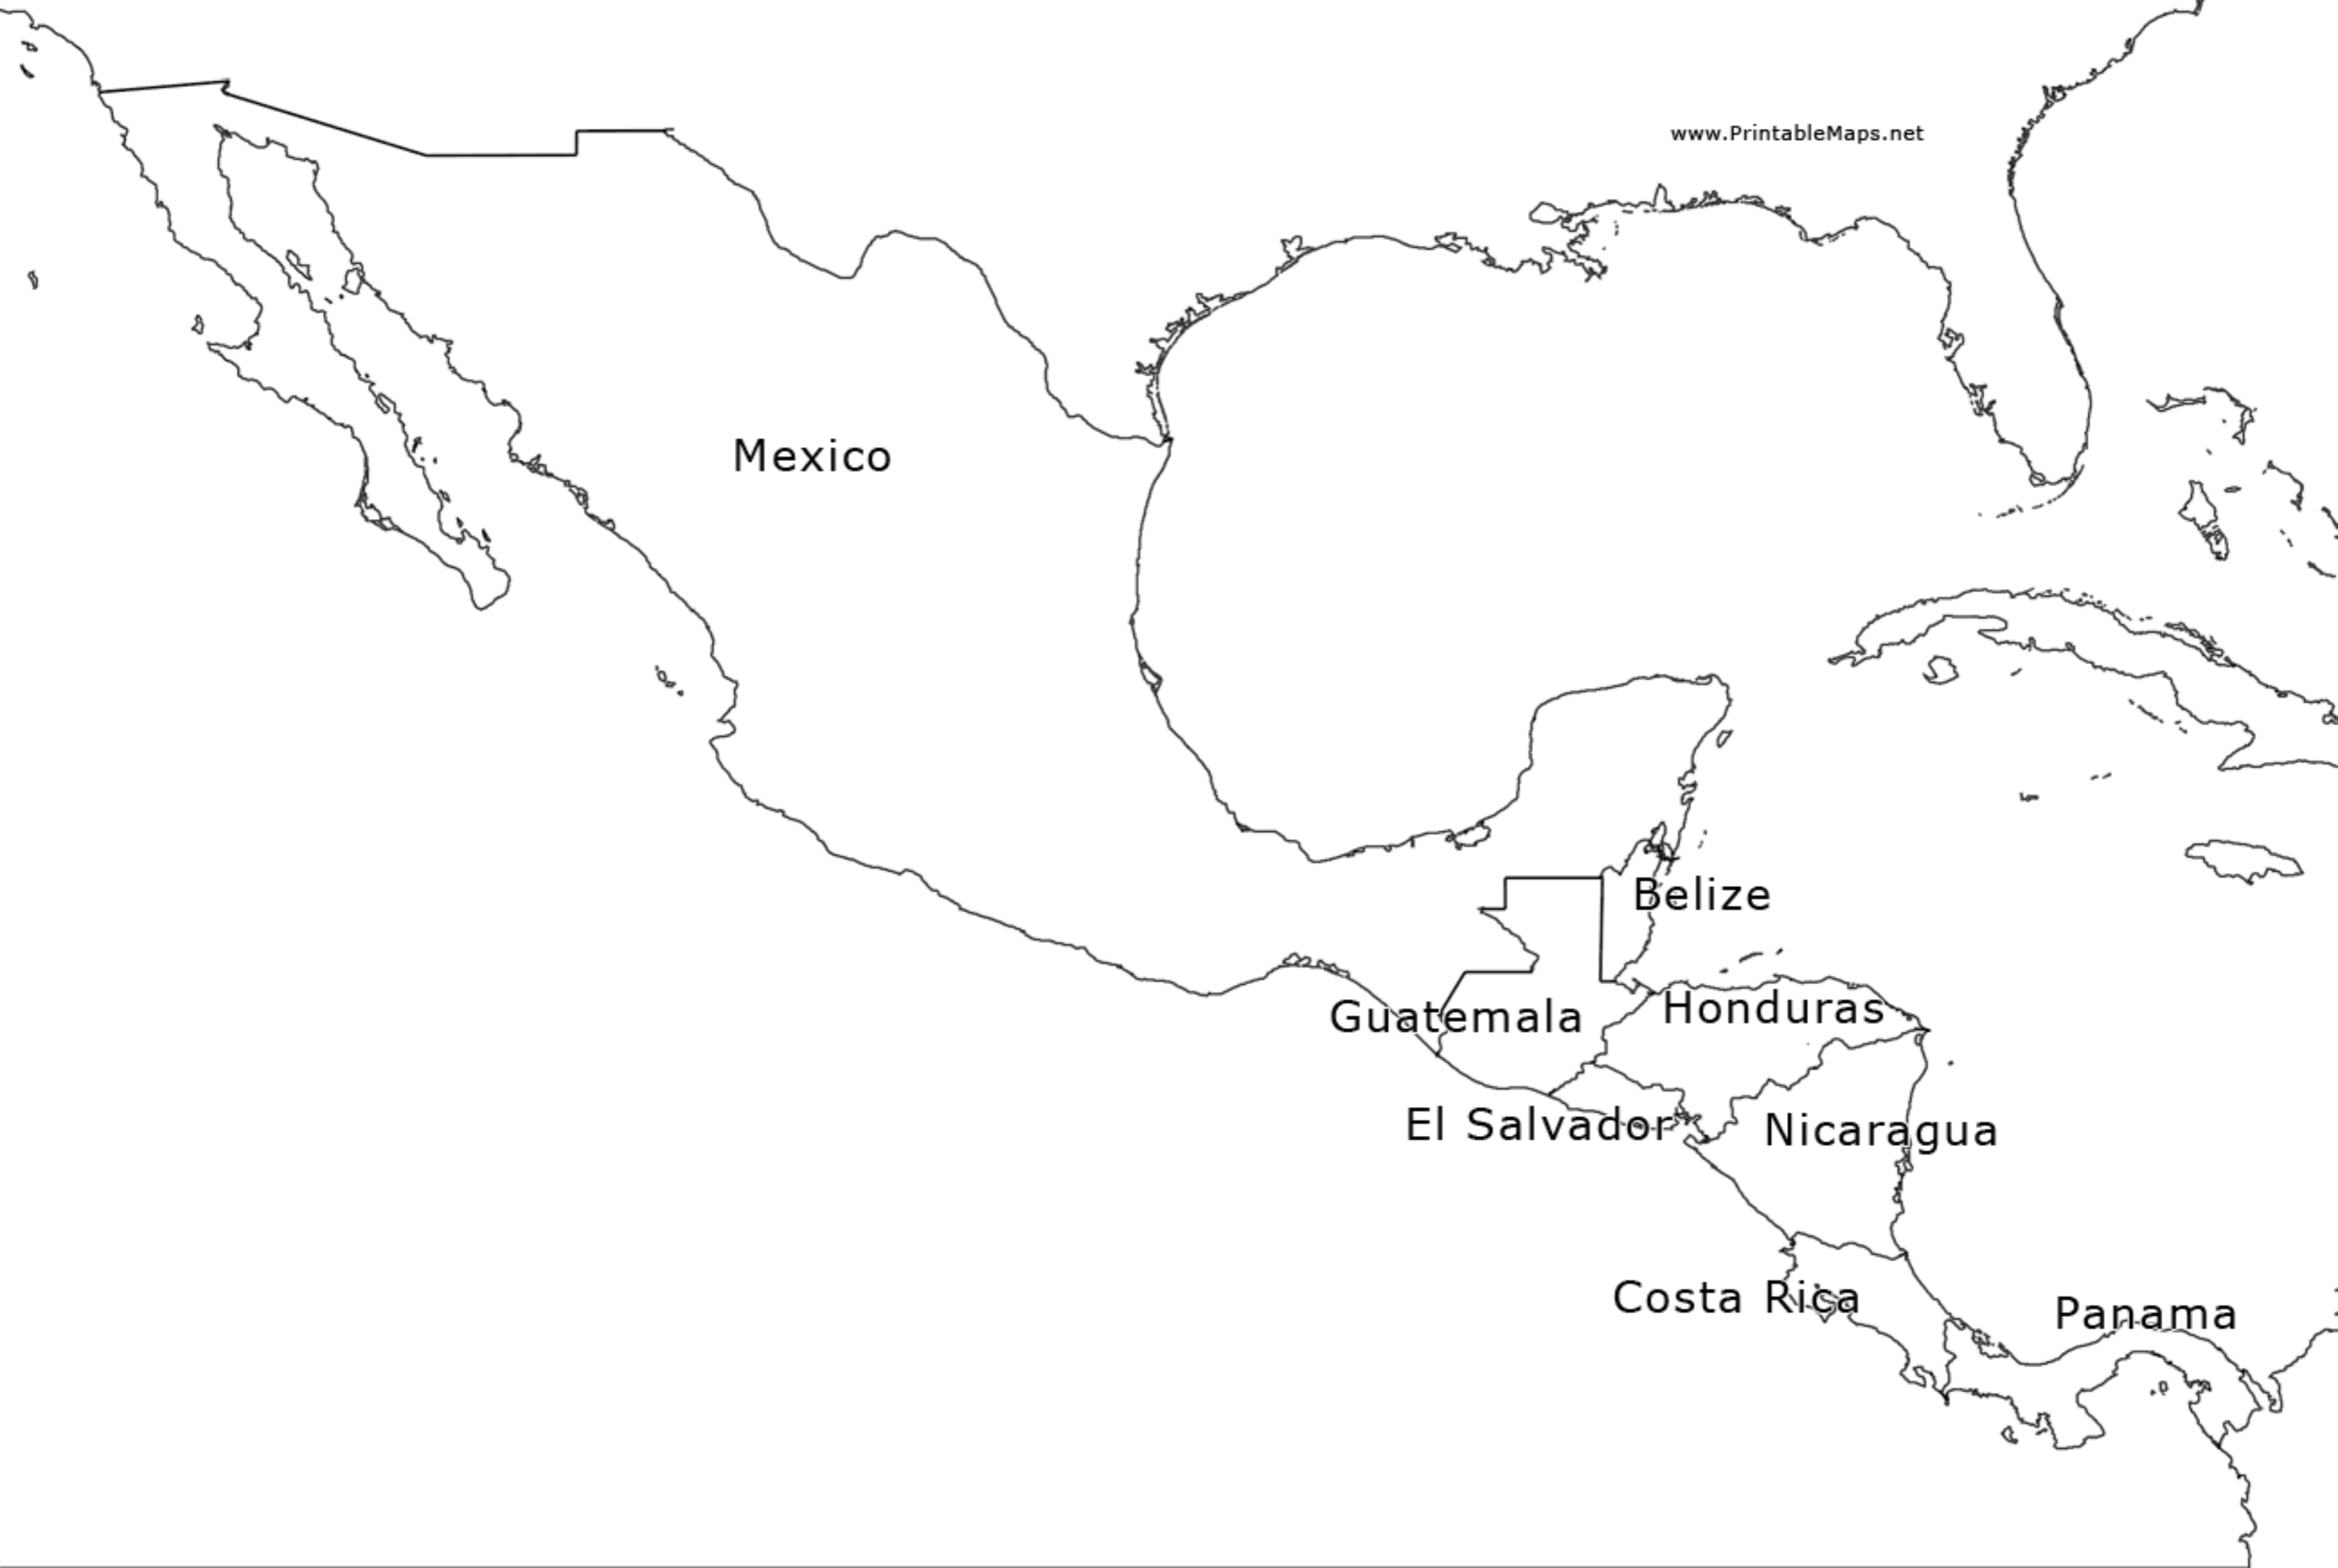 www.PrintableMaps.net
Mexico
Belize
Guatemala
Honduras
El Salvador
Nicaragua
Costa Rica
Panama